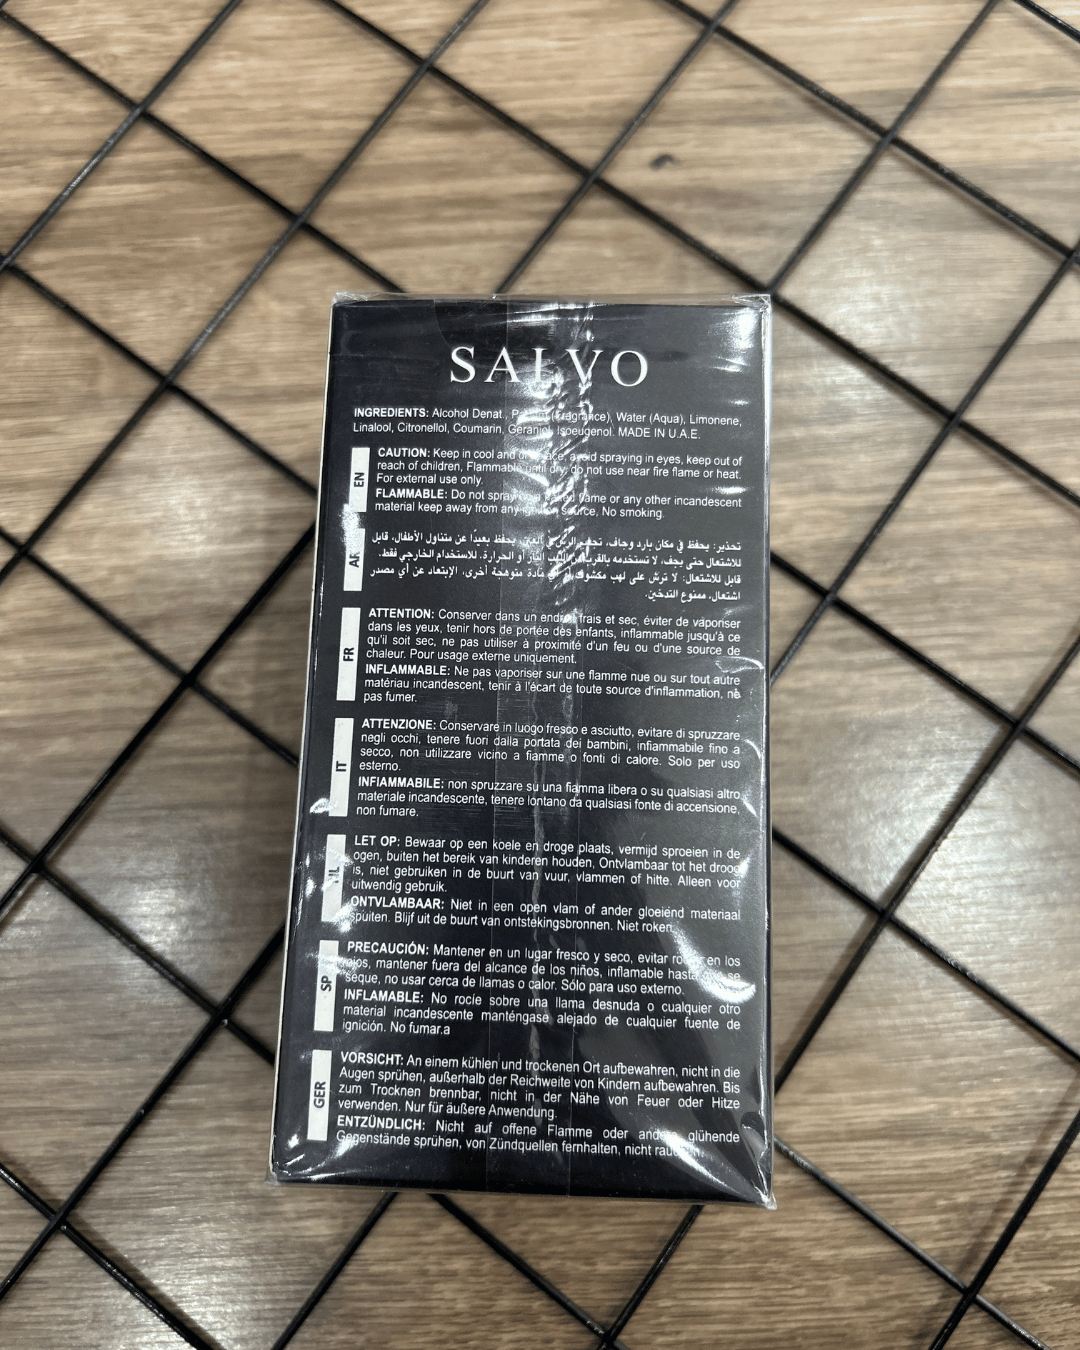 SALVO
INGREDIENTS: Alcohol Denat., Parfum (Fragrance), Water (Aqua), Limonene,
Linalool, Citronellol, Coumarin, Geraniol, Isoeugenol. MADE IN U.A.E.
EN
CAUTION: Keep in cool and dry place, avoid spraying in eyes, keep out of
reach of children, Flammable until dry, do not use near fire flame or heat.
For external use only.
FLAMMABLE: Do not spray on a naked flame or any other incandescent
material keep away from any ignition source, No smoking.
AR
تحذير: يحفظ في مكان بارد وجاف، تجنب الرش في العين، يحفظ بعيدًا عن متناول الأطفال، قابل
للاشتعال حتى يجف، لا تستخدمه بالقرب من اللهب النار أو الحرارة. للاستخدام الخارجي فقط.
قابل للاشتعال: لا ترش على لهب مكشوف أو أي مادة متوهجة أخرى، الإبتعاد عن أي مصدر
اشتعال، ممنوع التدخين.
FR
ATTENTION: Conserver dans un endroit frais et sec, éviter de vaporiser
dans les yeux, tenir hors de portée des enfants, inflammable jusqu'à ce
qu'il soit sec, ne pas utiliser à proximité d'un feu ou d'une source de
chaleur. Pour usage externe uniquement.
INFLAMMABLE: Ne pas vaporiser sur une flamme nue ou sur tout autre
matériau incandescent, tenir à l'écart de toute source d'inflammation, ne
pas fumer.
IT
ATTENZIONE: Conservare in luogo fresco e asciutto, evitare di spruzzare
negli occhi, tenere fuori dalla portata dei bambini, infiammabile fino a
secco, non utilizzare vicino a fiamme o fonti di calore. Solo per uso
esterno.
INFIAMMABILE: non spruzzare su una fiamma libera o su qualsiasi altro
materiale incandescente, tenere lontano da qualsiasi fonte di accensione,
non fumare.
LET OP: Bewaar op een koele en droge plaats, vermijd sproeien in de
ogen, buiten het bereik van kinderen houden, Ontvlambaar tot het droog
is, niet gebruiken in de buurt van vuur, vlammen of hitte. Alleen voor
uitwendig gebruik.
ONTVLAMBAAR: Niet in een open vlam of ander gloeiend materiaal
spuiten. Blijf uit de buurt van ontstekingsbronnen. Niet roken.
SP
PRECAUCIÓN: Mantener en un lugar fresco y seco, evitar rociar en los
ojos, mantener fuera del alcance de los niños, inflamable hasta que se
seque, no usar cerca de llamas o calor. Sólo para uso externo.
INFLAMABLE: No rocíe sobre una llama desnuda o cualquier otro
material incandescente manténgase alejado de cualquier fuente de
ignición. No fumar.a
GER
VORSICHT: An einem kühlen und trockenen Ort aufbewahren, nicht in die
Augen sprühen, außerhalb der Reichweite von Kindern aufbewahren. Bis
zum Trocknen brennbar, nicht in der Nähe von Feuer oder Hitze
verwenden. Nur für äußere Anwendung.
ENTZÜNDLICH: Nicht auf offene Flamme oder andere glühende
Gegenstände sprühen, von Zündquellen fernhalten, nicht rauchen.